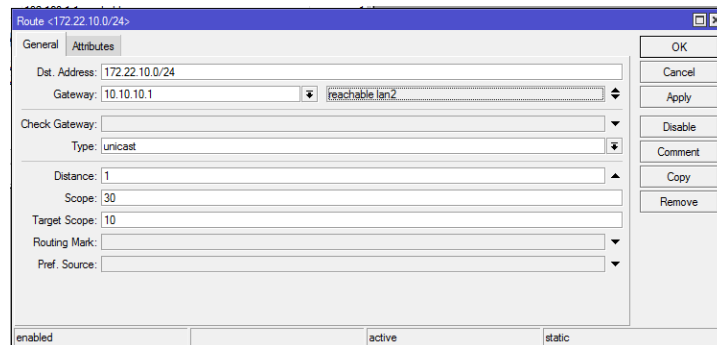 Route <172.22.10.0/24>
General Attributes
OK
Dst. Address: 172.22.10.0/24
Cancel
Gateway: 10.10.10.1 reachable lan2
Apply
Check Gateway:
Disable
Type: unicast
Comment
Distance: 1
Copy
Scope: 30
Remove
Target Scope: 10
Routing Mark:
Pref. Source:
enabled active static